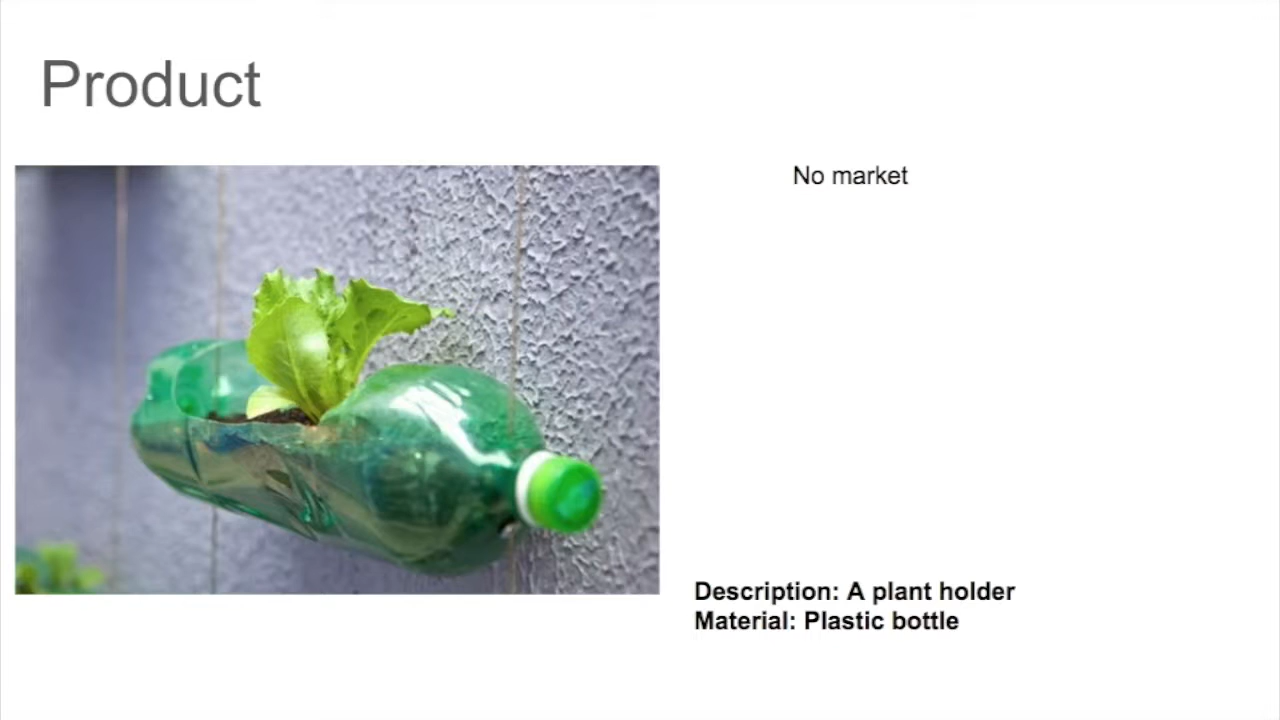 Product
No market
Description: A plant holder
Material: Plastic bottle